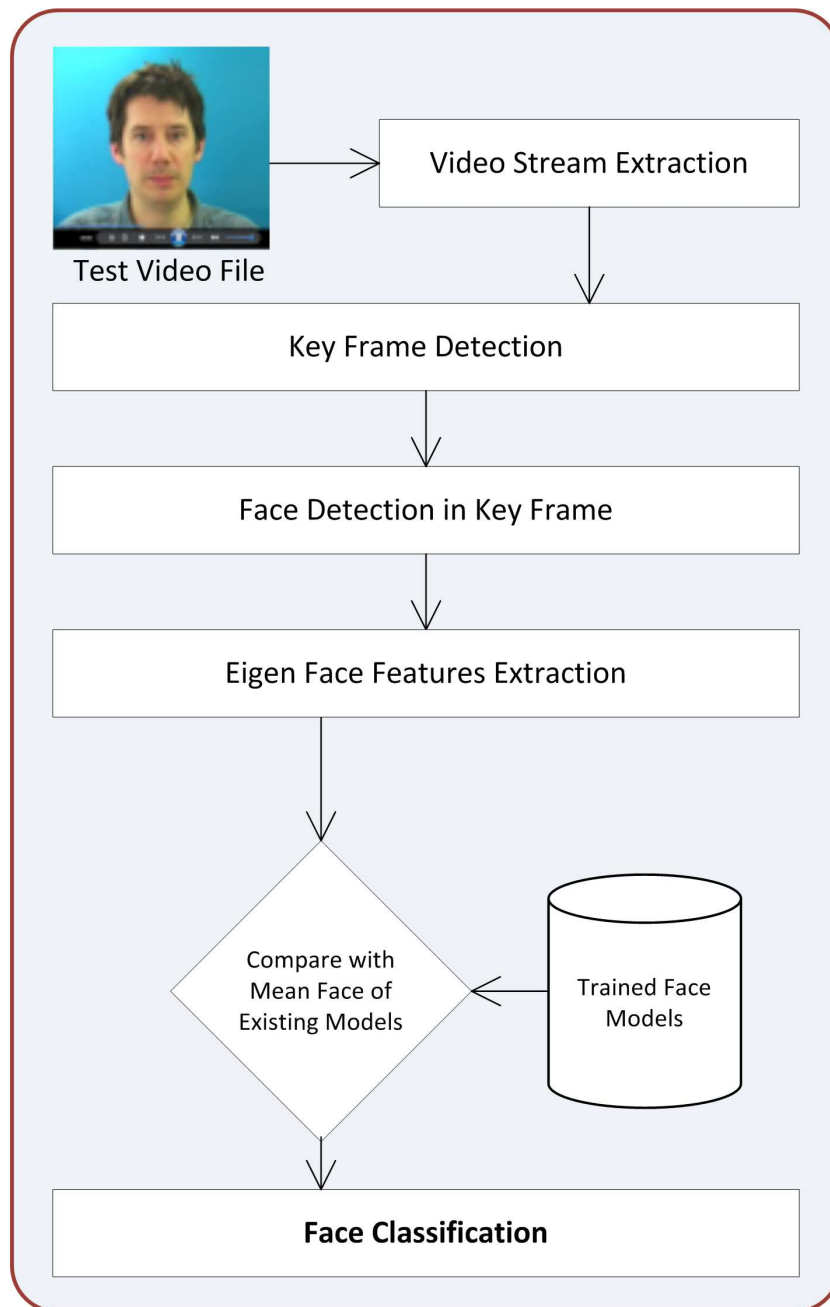 Test Video File
Video Stream Extraction
Key Frame Detection
Face Detection in Key Frame
Eigen Face Features Extraction
Compare with
Mean Face of
Existing Models
Trained Face
Models
Face Classification